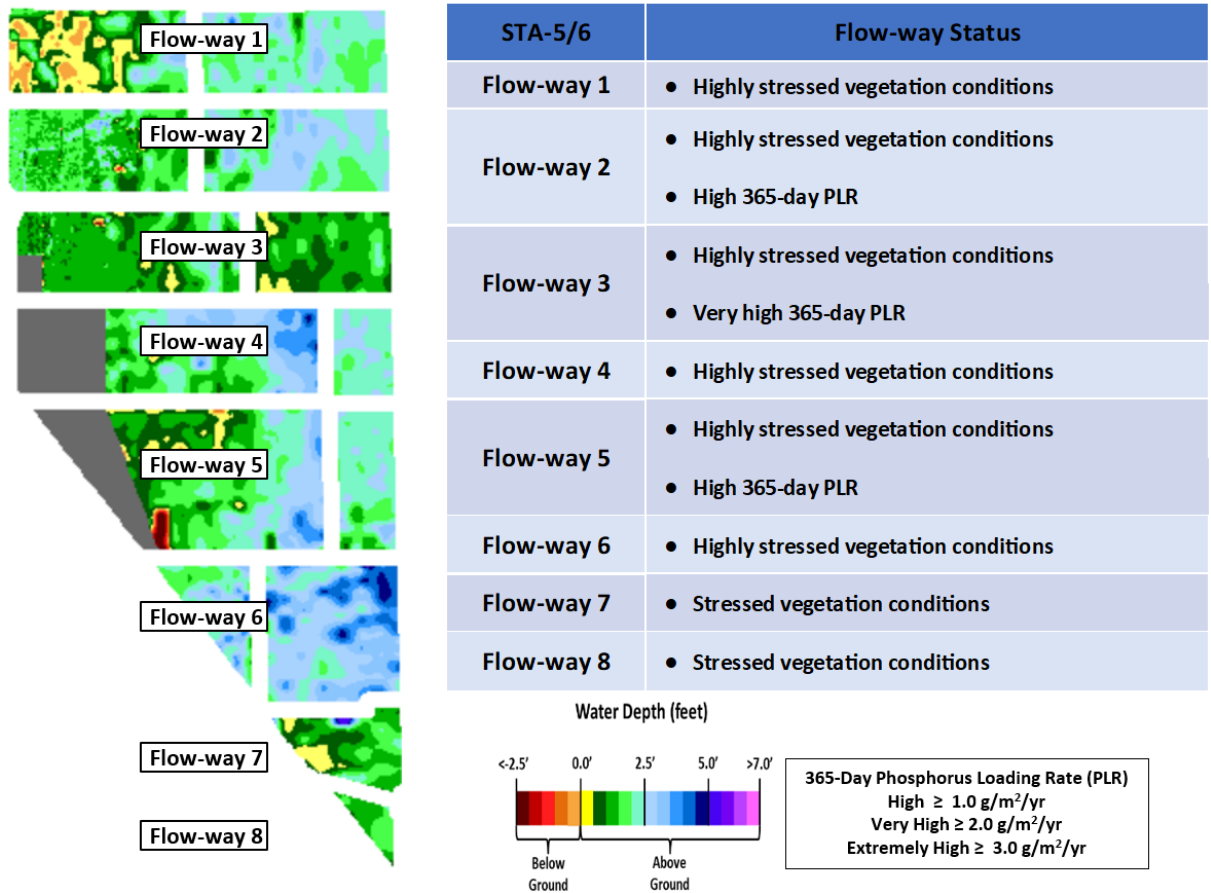 Flow-way 1
Flow-way 2
Flow-way 3
Flow-way 4
Flow-way 5
Flow-way 6
Flow-way 7
Flow-way 8
STA-5/6 Flow-way Status
Flow-way 1 ● Highly stressed vegetation conditions
Flow-way 2 ● Highly stressed vegetation conditions
● High 365-day PLR
Flow-way 3 ● Highly stressed vegetation conditions
● Very high 365-day PLR
Flow-way 4 ● Highly stressed vegetation conditions
Flow-way 5 ● Highly stressed vegetation conditions
● High 365-day PLR
Flow-way 6 ● Highly stressed vegetation conditions
Flow-way 7 ● Stressed vegetation conditions
Flow-way 8 ● Stressed vegetation conditions
Water Depth (feet)
<-2.5' 0.0' 2.5' 5.0' >7.0'
Below Ground
Above Ground
365-Day Phosphorus Loading Rate (PLR)
High ≥ 1.0 g/m²/yr
Very High ≥ 2.0 g/m²/yr
Extremely High ≥ 3.0 g/m²/yr